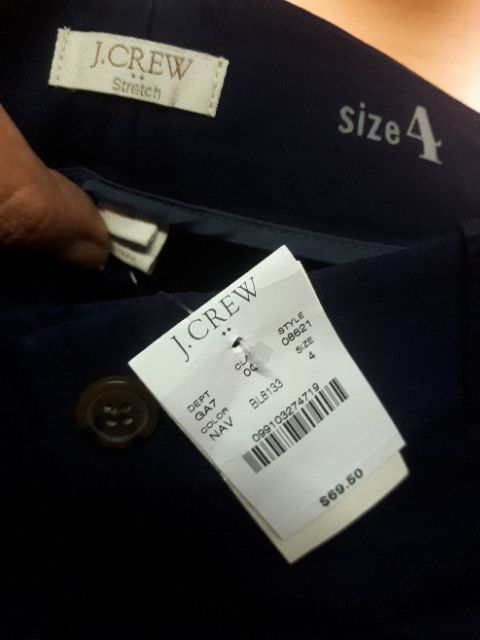 J.CREW
Stretch
size 4
J.CREW
DEPT
GA7
STYLE
08621
COLOR
NAV
BL8133
SIZE
4
099103274719
$69.50